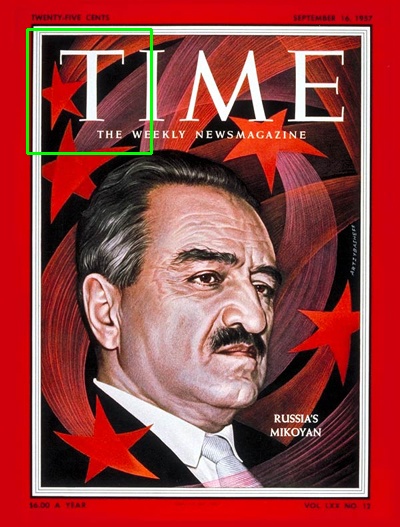 TWENTY-FIVE CENTS
SEPTEMBER 16, 1957
TIME
THE WEEKLY NEWSMAGAZINE
RUSSIA'S
MIKOYAN
$6.00 A YEAR
VOL. LXX NO. 12